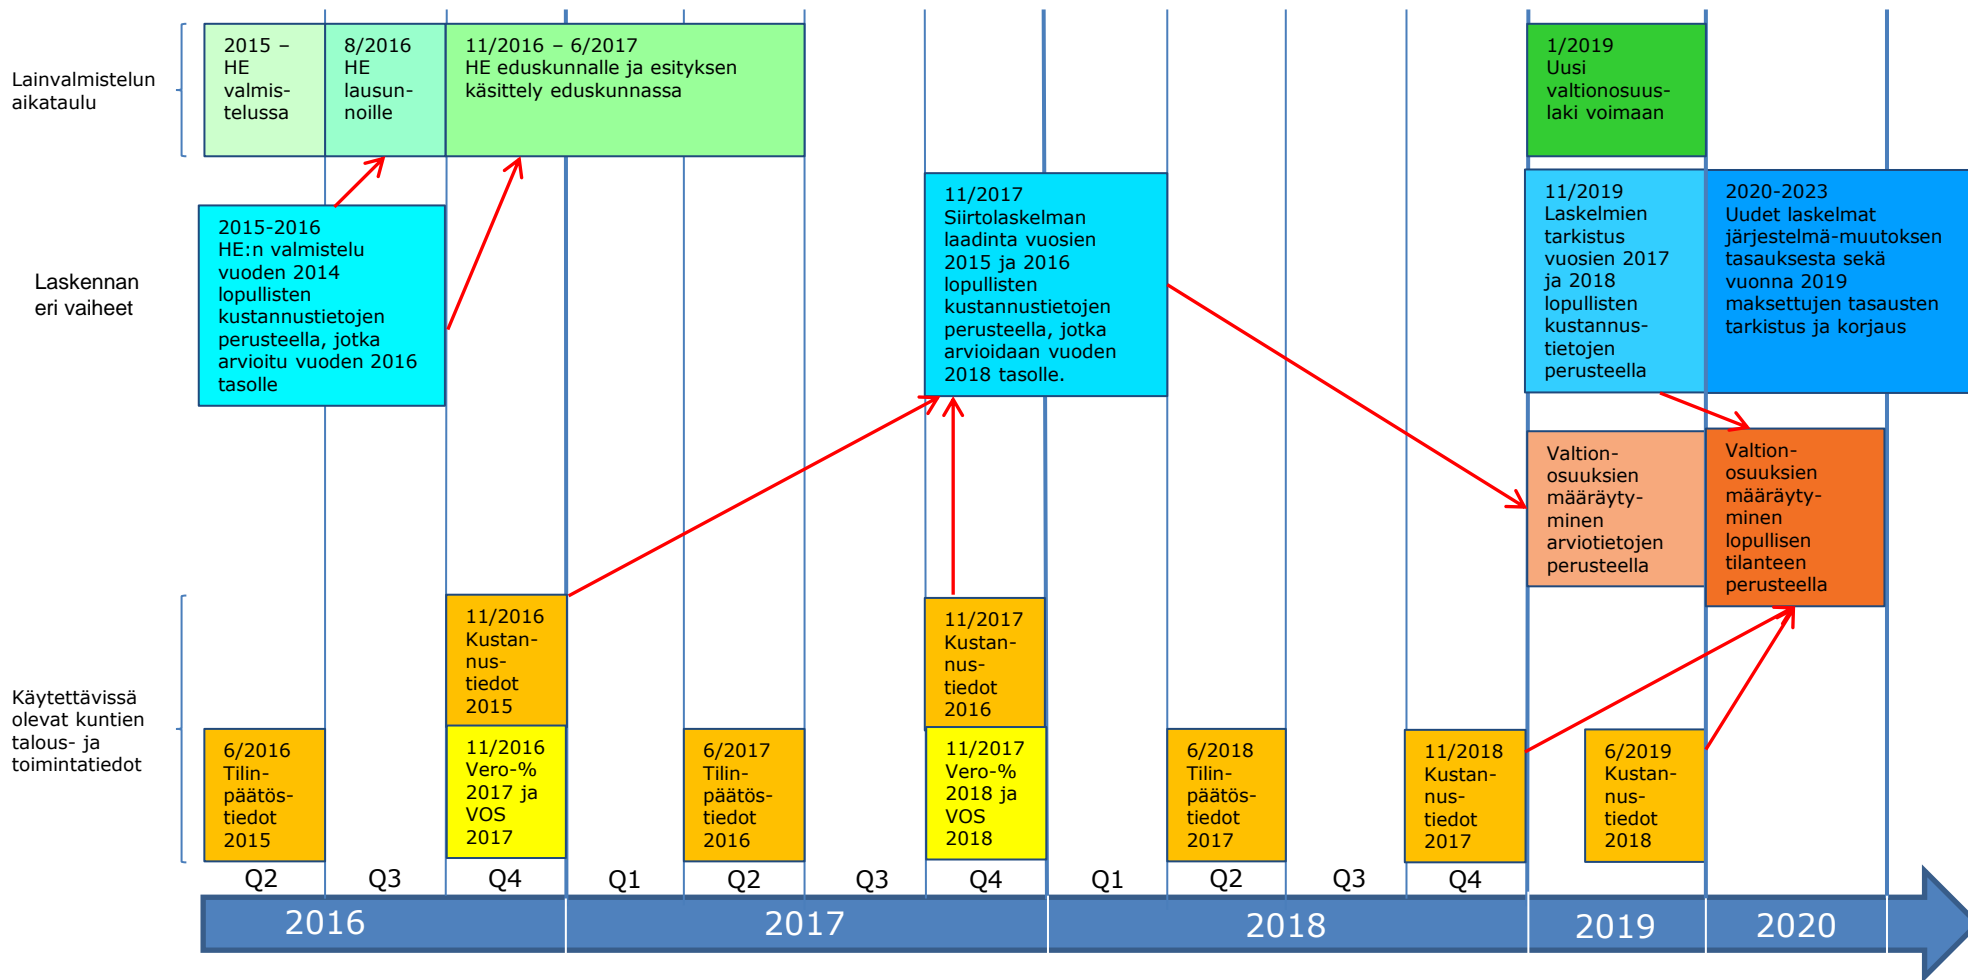 Lainvalmistelun
aikataulu
2015 –
HE
valmis-
telussa
8/2016
HE
lausun-
noille
11/2016 – 6/2017
HE eduskunnalle ja esityksen
käsittely eduskunnassa
1/2019
Uusi
valtionosuus-
laki voimaan
Laskennan
eri vaiheet
2015-2016
HE:n valmistelu
vuoden 2014
lopullisten
kustannustietojen
perusteella, jotka
arvioitu vuoden 2016
tasolle
11/2017
Siirtolaskelman
laadinta vuosien
2015 ja 2016
lopullisten
kustannustietojen
perusteella, jotka
arvioidaan vuoden
2018 tasolle.
11/2019
Laskelmien
tarkistus
vuosien 2017
ja 2018
lopullisten
kustannus-
tietojen
perusteella
2020-2023
Uudet laskelmat
järjestelmä-muutoksen
tasauksesta sekä
vuonna 2019
maksettujen tasausten
tarkistus ja korjaus
Valtion-
osuuksien
määräyty-
minen
arviotietojen
perusteella
Valtion-
osuuksien
määräyty-
minen
lopullisen
tilanteen
perusteella
Käytettävissä
olevat kuntien
talous- ja
toimintatiedot
6/2016
Tilin-
päätös-
tiedot
2015
11/2016
Kustan-
nus-
tiedot
2015
11/2016
Vero-%
2017 ja
VOS
2017
6/2017
Tilin-
päätös-
tiedot
2016
11/2017
Kustan-
nus-
tiedot
2016
11/2017
Vero-%
2018 ja
VOS
2018
6/2018
Tilin-
päätös-
tiedot
2017
11/2018
Kustan-
nus-
tiedot
2017
6/2019
Kustan-
nus-
tiedot
2018
Q2 Q3 Q4 Q1 Q2 Q3 Q4 Q1 Q2 Q3 Q4
2016 2017 2018 2019 2020